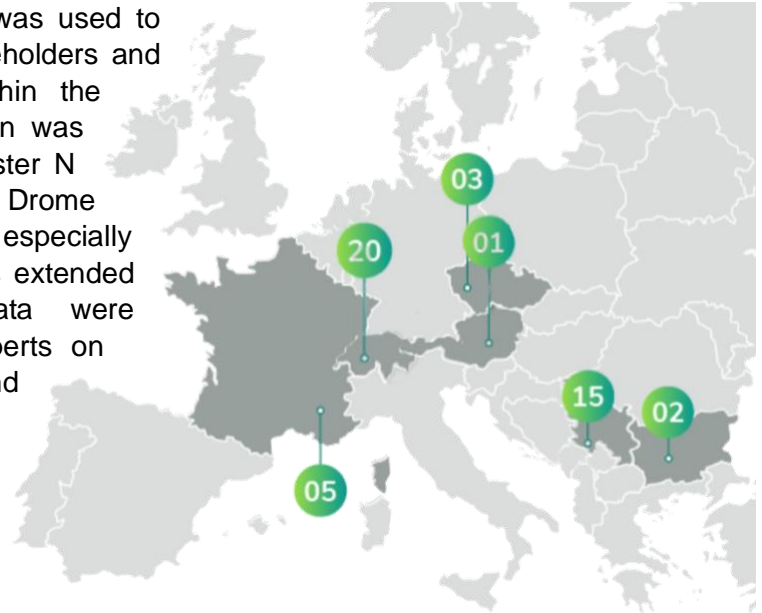 was used to
eholders and
hin the
n was
ster N
Drome
especially
extended
ata were
perts on
nd
03
01
20
15
02
05